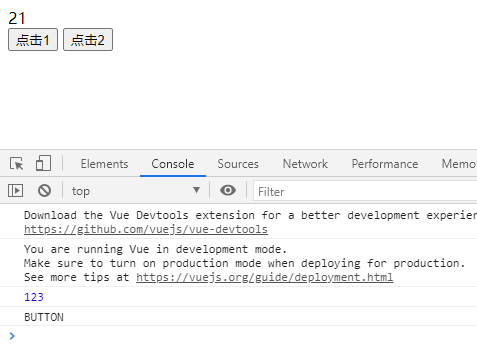 21
点击1 点击2
Elements Console Sources Network Performance Memo
top Filter
Download the Vue Devtools extension for a better development experien
https://github.com/vuejs/vue-devtools
You are running Vue in development mode.
Make sure to turn on production mode when deploying for production.
See more tips at https://vuejs.org/guide/deployment.html
123
BUTTON